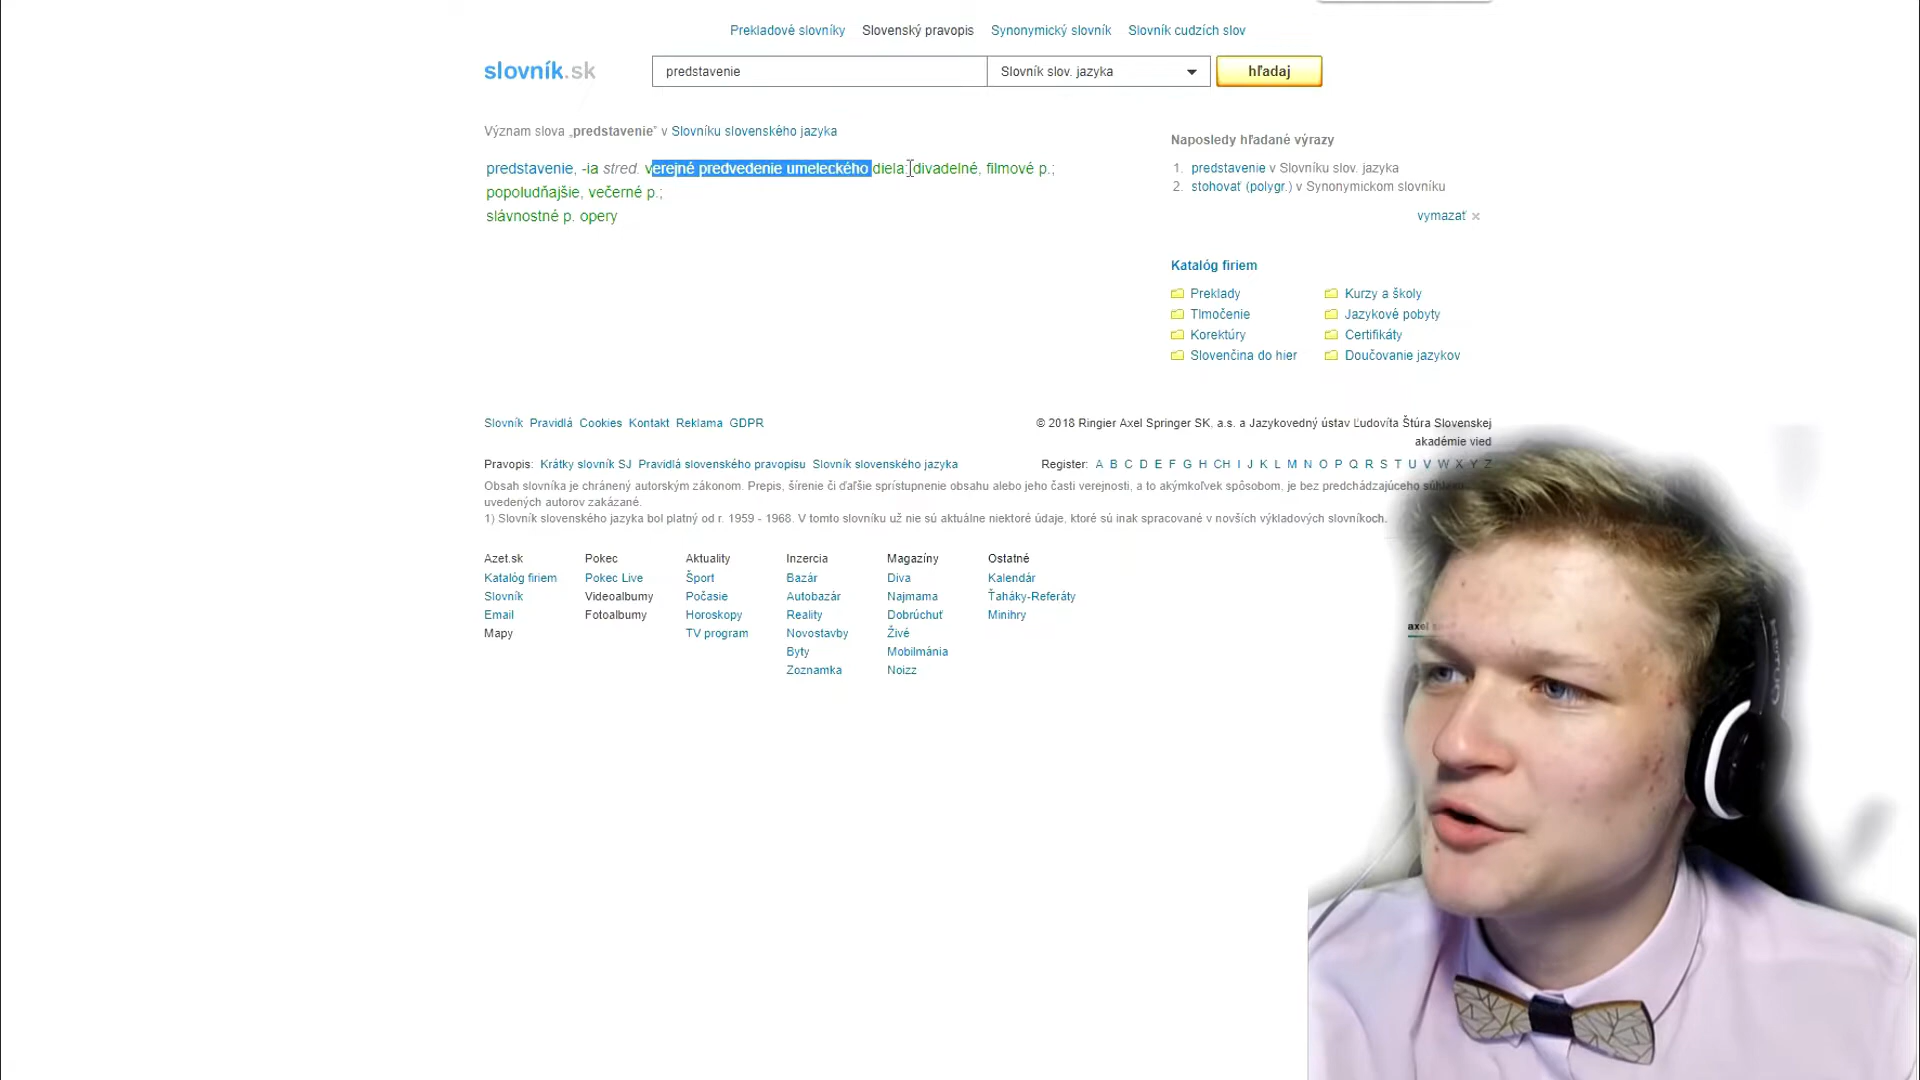 Prekladové slovníky Slovenský pravopis Synonymický slovník Slovník cudzích slov
slovník.sk
predstavenie
Slovník slov. jazyka
hľadaj
Význam slova „predstavenie" v Slovníku slovenského jazyka
predstavenie, -ia stred. verejné predvedenie umeleckého diela: divadelné, filmové p.;
popoludňajšie, večerné p.;
slávnostné p. opery
Naposledy hľadané výrazy
1. predstavenie v Slovníku slov. jazyka
2. stohovať (polygr.) v Synonymickom slovníku
vymazať
Katalóg firiem
Preklady Kurzy a školy
Tlmočenie Jazykové pobyty
Korektúry Certifikáty
Slovenčina do hier Doučovanie jazykov
Slovník Pravidlá Cookies Kontakt Reklama GDPR
© 2018 Ringier Axel Springer SK, a.s. a Jazykovedný ústav Ľudovíta Štúra Slovenskej
akadémie vied
Pravopis: Krátky slovník SJ Pravidlá slovenského pravopisu Slovník slovenského jazyka
Register: A B C D E F G H CH I J K L M N O P Q R S T U V W X Y Z
Obsah slovníka je chránený autorským zákonom. Prepis, šírenie či ďaľšie sprístupnenie obsahu alebo jeho časti verejnosti, a to akýmkoľvek spôsobom, je bez predchádzajúceho súhlasu
uvedených autorov zakázané.
1) Slovník slovenského jazyka bol platný od r. 1959 - 1968. V tomto slovníku už nie sú aktuálne niektoré údaje, ktoré sú inak spracované v novších výkladových slovníkoch.
Azet.sk Pokec Aktuality Inzercia Magazíny Ostatné
Katalóg firiem Pokec Live Šport Bazár Diva Kalendár
Slovník Videoalbumy Počasie Autobazár Najmama Ťaháky-Referáty
Email Fotoalbumy Horoskopy Reality Dobrúchuť Minihry
Mapy TV program Novostavby Živé
Byty Mobilmánia
Zoznamka Noizz
axel